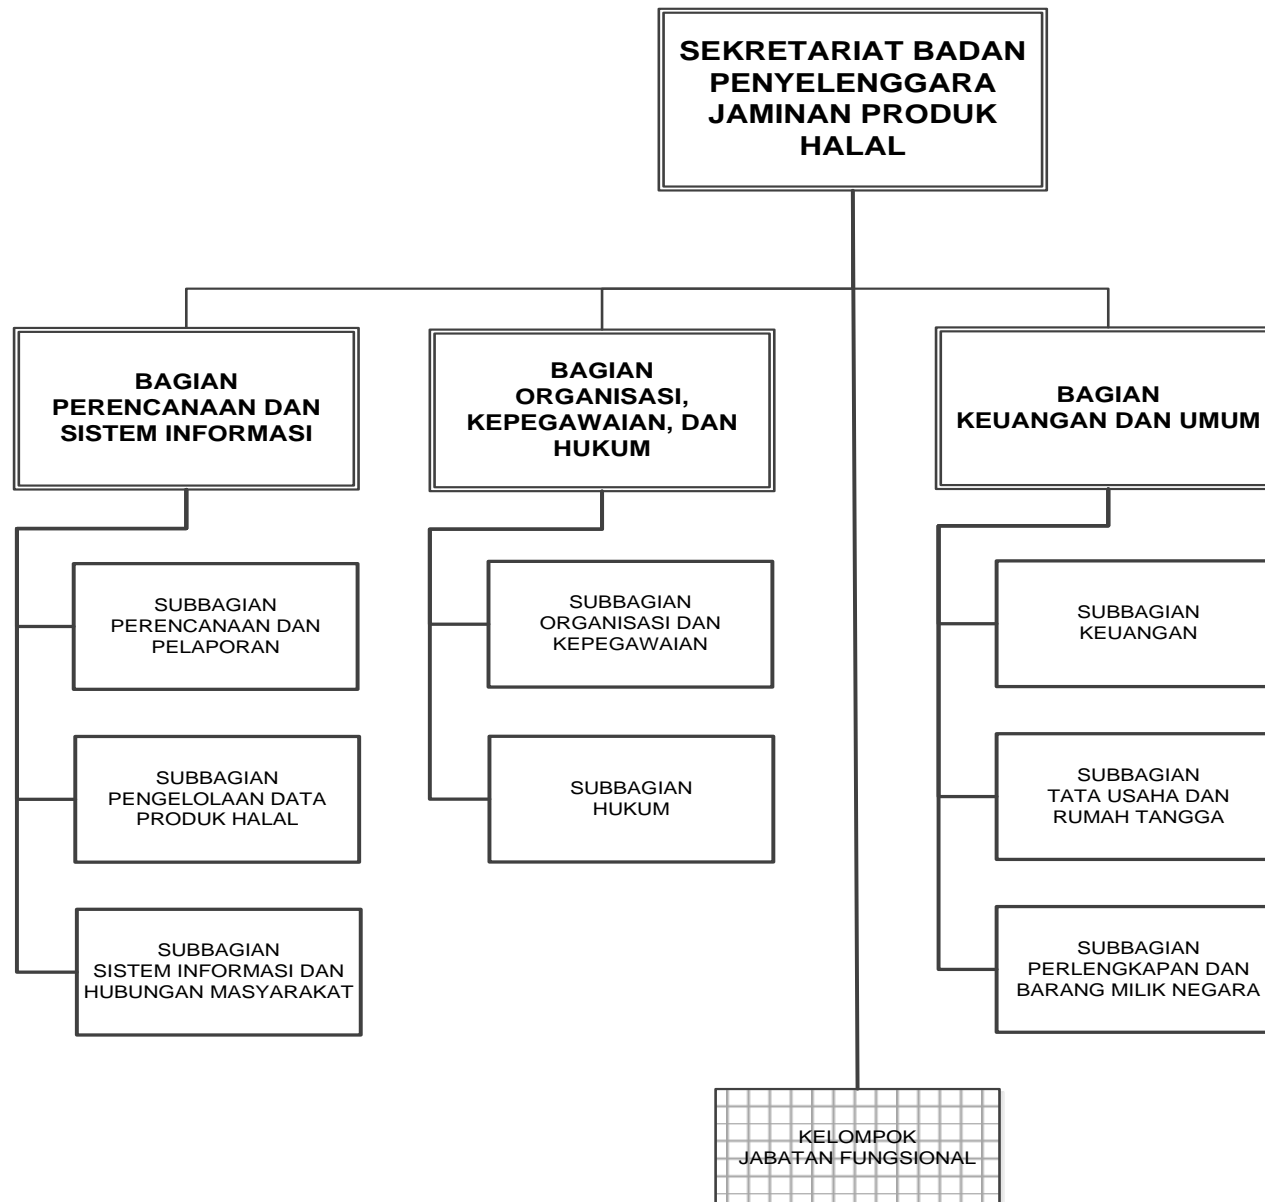 SEKRETARIAT BADAN
PENYELENGGARA
JAMINAN PRODUK
HALAL
BAGIAN
PERENCANAAN DAN
SISTEM INFORMASI
BAGIAN
ORGANISASI,
KEPEGAWAIAN, DAN
HUKUM
BAGIAN
KEUANGAN DAN UMUM
SUBBAGIAN
PERENCANAAN DAN
PELAPORAN
SUBBAGIAN
ORGANISASI DAN
KEPEGAWAIAN
SUBBAGIAN
KEUANGAN
SUBBAGIAN
PENGELOLAAN DATA
PRODUK HALAL
SUBBAGIAN
HUKUM
SUBBAGIAN
TATA USAHA DAN
RUMAH TANGGA
SUBBAGIAN
SISTEM INFORMASI DAN
HUBUNGAN MASYARAKAT
SUBBAGIAN
PERLENGKAPAN DAN
BARANG MILIK NEGARA
KELOMPOK
JABATAN FUNGSIONAL